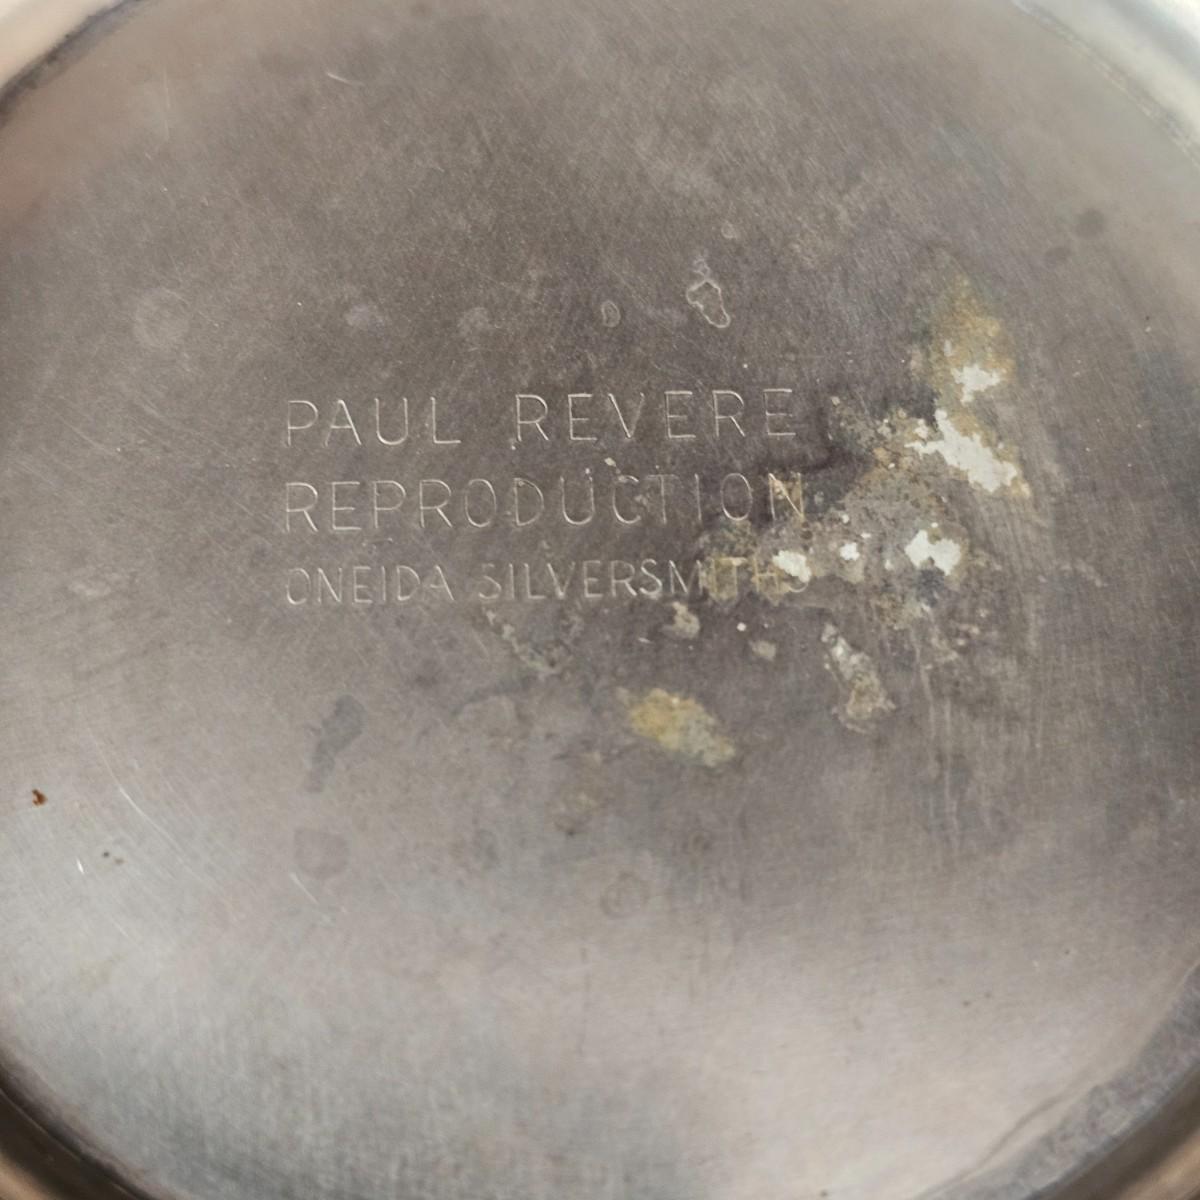 PAUL REVERE
REPRODUCTION
ONEIDA SILVERSMITHS